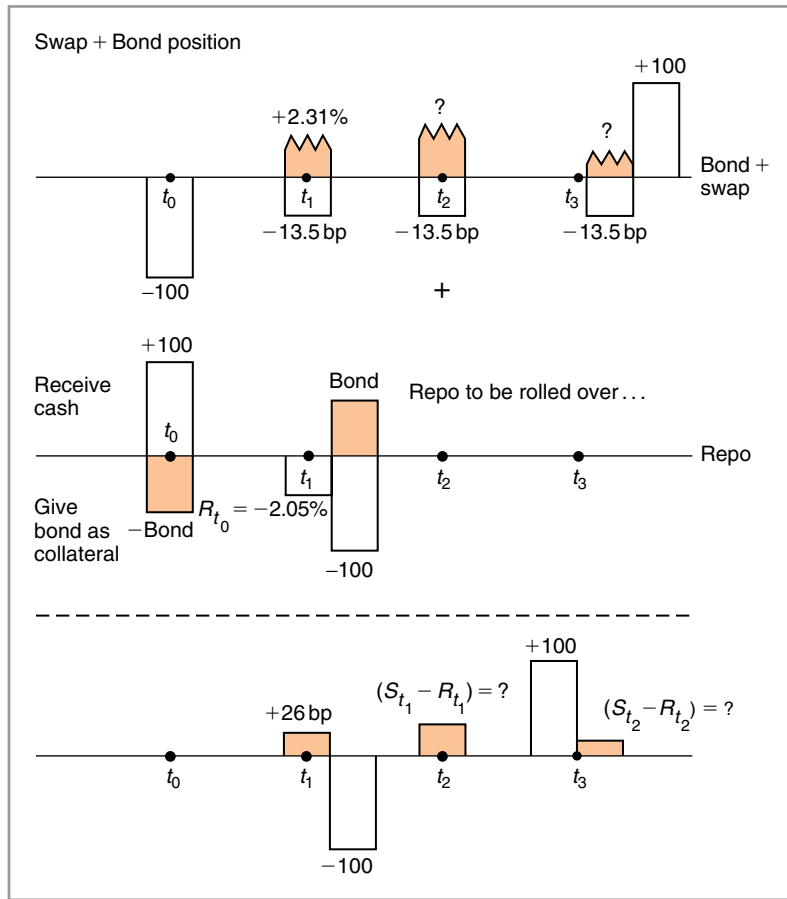 Swap + Bond position
+100
+2.31%
?
?
Bond +
swap
t0
t1
t2
t3
−13.5 bp
−13.5 bp
−13.5 bp
−100
+
+100
Receive
cash
Bond
Repo to be rolled over...
t0
t1
t2
t3
Repo
Give
bond as
collateral
−Bond
Rt0 = −2.05%
−100
+100
(St1 − Rt1) = ?
(St2 − Rt2) = ?
+26 bp
t0
t1
t2
t3
−100